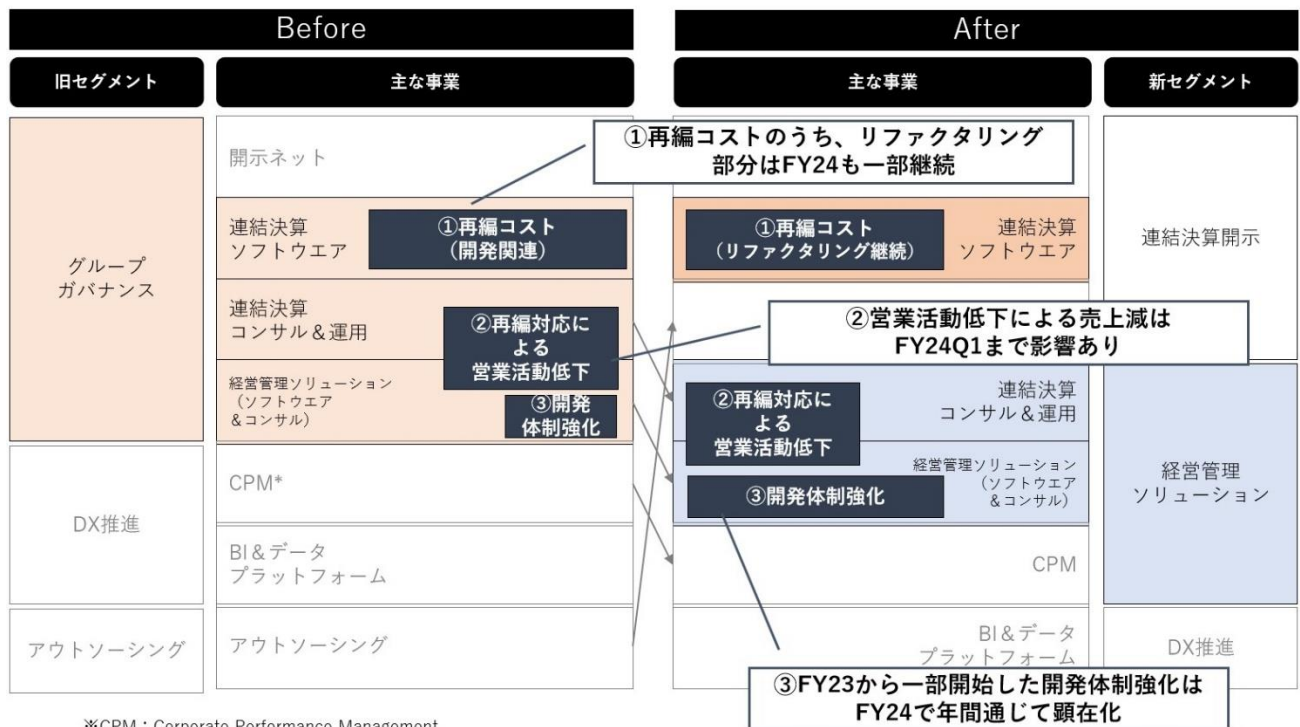 Before
旧セグメント
主な事業
グループ
ガバナンス
DX推進
アウトソーシング
開示ネット
連結決算
ソフトウエア
①再編コスト
（開発関連）
連結決算
コンサル＆運用
②再編対応に
よる
営業活動低下
経営管理ソリューション
（ソフトウエア
＆コンサル）
③開発
体制強化
CPM*
BI＆データ
プラットフォーム
アウトソーシング
After
主な事業
新セグメント
①再編コストのうち、リファクタリング
部分はFY24も一部継続
①再編コスト
（リファクタリング継続）
連結決算
ソフトウエア
②営業活動低下による売上減は
FY24Q1まで影響あり
②再編対応に
よる
営業活動低下
連結決算
コンサル＆運用
経営管理ソリューション
（ソフトウエア
＆コンサル）
③開発体制強化
CPM
BI＆データ
プラットフォーム
③FY23から一部開始した開発体制強化は
FY24で年間通じて顕在化
連結決算開示
経営管理
ソリューション
DX推進
※CPM：Corporate Performance Management